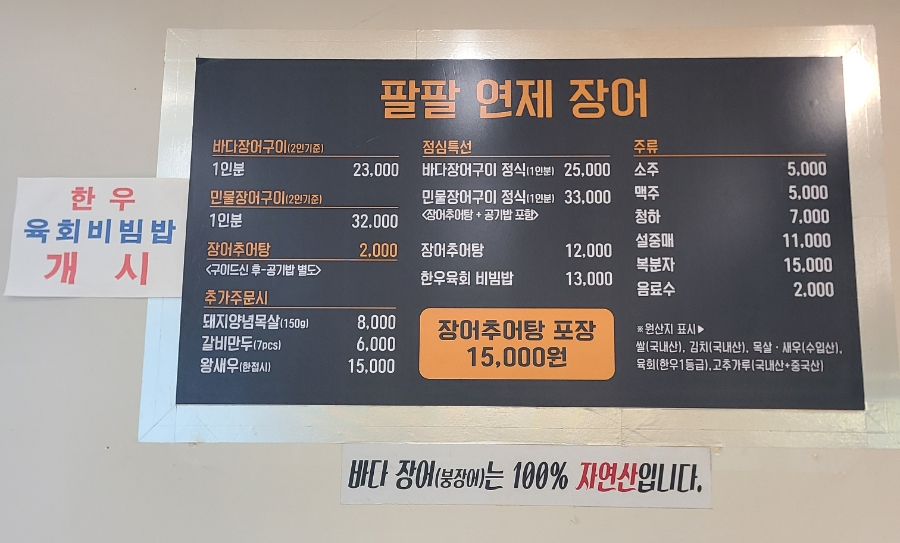 팔팔 연제 장어
바다장어구이(2인기준)
1인분 23,000
민물장어구이(2인기준)
1인분 32,000
장어추어탕 2,000
<구이드신 후-공기밥 별도>
추가주문시
돼지양념목살(150g) 8,000
갈비만두(7pcs) 6,000
왕새우(한접시) 15,000
점심특선
바다장어구이 정식(1인분) 25,000
민물장어구이 정식(1인분) 33,000
<장어추어탕 + 공기밥 포함>
장어추어탕 12,000
한우육회 비빔밥 13,000
장어추어탕 포장
15,000원
주류
소주 5,000
맥주 5,000
청하 7,000
설중매 11,000
복분자 15,000
음료수 2,000
※원산지 표시▶
쌀(국내산), 김치(국내산), 목살·새우(수입산),
육회(한우1등급),고추가루(국내산+중국산)
한우
육회비빔밥
개시
바다 장어(붕장어)는 100% 자연산입니다.